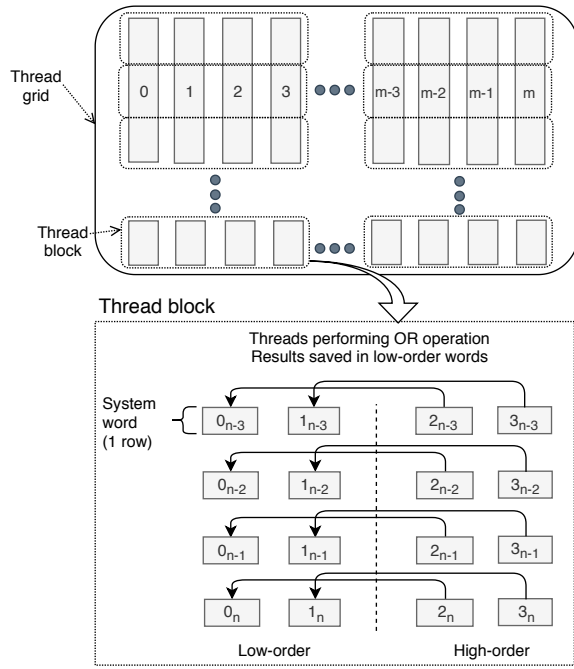 Thread
grid
0 1 2 3 m-3 m-2 m-1 m
Thread
block
Thread block
Threads performing OR operation
Results saved in low-order words
System
word
(1 row)
0n-3 1n-3 2n-3 3n-3
0n-2 1n-2 2n-2 3n-2
0n-1 1n-1 2n-1 3n-1
0n 1n 2n 3n
Low-order High-order